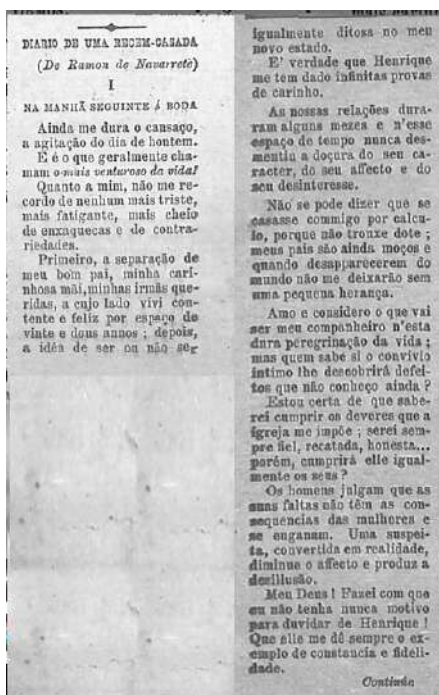 DIARIO DE UMA RECEM-CASADA
(De Ramon de Navarrete)
I
NA MANHÃ SEGUINTE Á BODA
Ainda me dura o cansaço,
a agitação do dia de hontem.
E é o que geralmente cha-
mam o mais venturoso da vida!
Quanto a mim, não me re-
cordo de nenhum mais triste,
mais fatigante, mais cheio
de enxaquecas e de contra-
riedades.
Primeiro, a separação de
meu bom pai, minha cari-
nhosa mãi, minhas irmãs que-
ridas, a cujo lado vivi con-
tente e feliz por espaço de
vinte e dous annos ; depois,
a idéa de ser ou não ser
igualmente ditosa no meu
novo estado.
E' verdade que Henrique
me tem dado infinitas provas
de carinho.
As nossas relações dura-
ram alguns mezes e n'esse
espaço de tempo nunca des-
mentiu a doçura do seu ca-
racter, do seu affecto e do
seu desinteresse.
Não se pode dizer que se
casasse commigo por calcu-
lo, porque não trouxe dote ;
meus pais são ainda moços e
quando desapparecerem do
mundo não me deixarão sem
uma pequena herança.
Amo e considero o que vai
ser meu companheiro n'esta
dura peregrinação da vida ;
mas quem sabe si o convivio
intimo lhe descobrirá defei-
tos que não conheço ainda ?
Estou certa de que sabe-
rei cumprir os deveres que a
igreja me impõe ; serei sem-
pre fiel, recatada, honesta...
porém, cumprirá elle igual-
mente os seus ?
Os homens julgam que as
suas faltas não têm as con-
sequencias das mulheres e
se enganam. Uma suspei-
ta, convertida em realidade,
diminue o affecto e produz a
desillusão.
Meu Deus ! Fazei com que
eu não tenha nunca motivo
para duvidar de Henrique !
Que elle me dê sempre o ex-
emplo de constancia e fideli-
dade.
Continúa